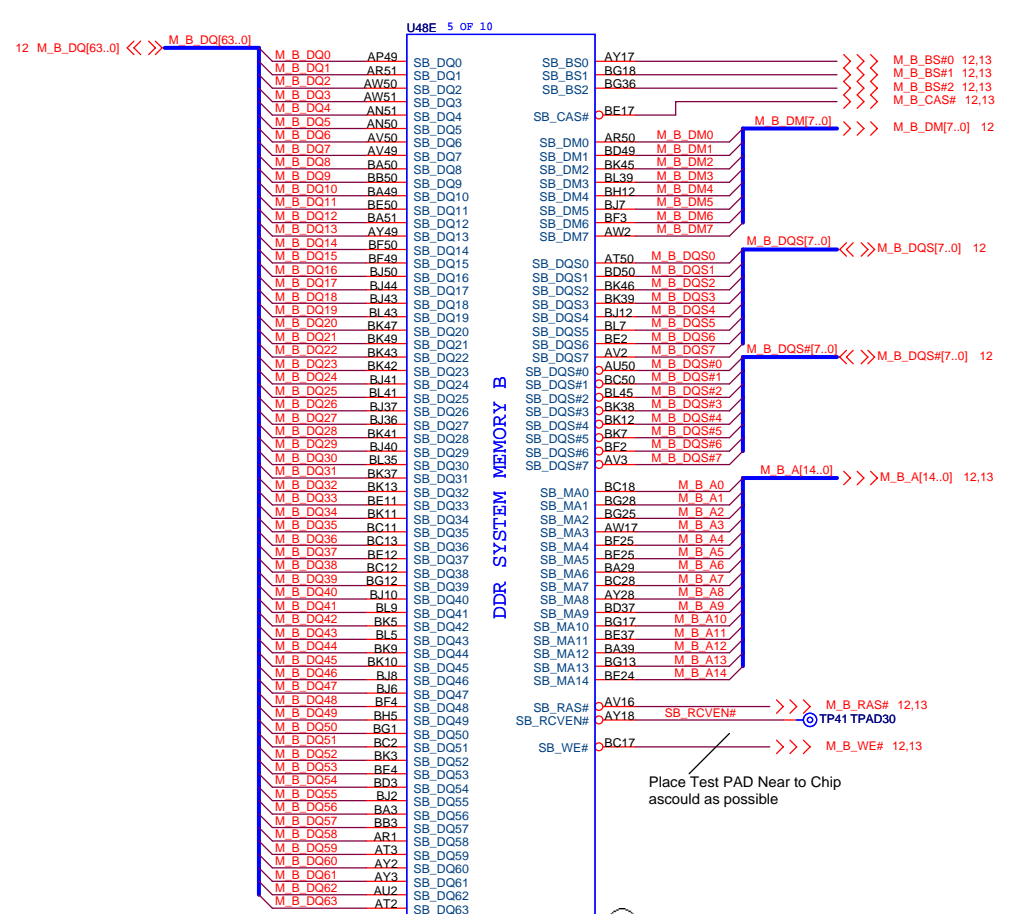 U48E 5 OF 10
12 M_B_DQ[63..0] M_B_DQ[63..0]
M_B_DQ0 AP49 SB_DQ0
M_B_DQ1 AR51 SB_DQ1
M_B_DQ2 AW50 SB_DQ2
M_B_DQ3 AW51 SB_DQ3
M_B_DQ4 AN51 SB_DQ4
M_B_DQ5 AN50 SB_DQ5
M_B_DQ6 AV50 SB_DQ6
M_B_DQ7 AV49 SB_DQ7
M_B_DQ8 BA50 SB_DQ8
M_B_DQ9 BB50 SB_DQ9
M_B_DQ10 BA49 SB_DQ10
M_B_DQ11 BE50 SB_DQ11
M_B_DQ12 BA51 SB_DQ12
M_B_DQ13 AY49 SB_DQ13
M_B_DQ14 BF50 SB_DQ14
M_B_DQ15 BF49 SB_DQ15
M_B_DQ16 BJ50 SB_DQ16
M_B_DQ17 BJ44 SB_DQ17
M_B_DQ18 BJ43 SB_DQ18
M_B_DQ19 BL43 SB_DQ19
M_B_DQ20 BK47 SB_DQ20
M_B_DQ21 BK49 SB_DQ21
M_B_DQ22 BK43 SB_DQ22
M_B_DQ23 BK42 SB_DQ23
M_B_DQ24 BJ41 SB_DQ24
M_B_DQ25 BL41 SB_DQ25
M_B_DQ26 BJ37 SB_DQ26
M_B_DQ27 BJ36 SB_DQ27
M_B_DQ28 BK41 SB_DQ28
M_B_DQ29 BJ40 SB_DQ29
M_B_DQ30 BL35 SB_DQ30
M_B_DQ31 BK37 SB_DQ31
M_B_DQ32 BK13 SB_DQ32
M_B_DQ33 BE11 SB_DQ33
M_B_DQ34 BK11 SB_DQ34
M_B_DQ35 BC11 SB_DQ35
M_B_DQ36 BC13 SB_DQ36
M_B_DQ37 BE12 SB_DQ37
M_B_DQ38 BC12 SB_DQ38
M_B_DQ39 BG12 SB_DQ39
M_B_DQ40 BJ10 SB_DQ40
M_B_DQ41 BL9 SB_DQ41
M_B_DQ42 BK5 SB_DQ42
M_B_DQ43 BL5 SB_DQ43
M_B_DQ44 BK9 SB_DQ44
M_B_DQ45 BK10 SB_DQ45
M_B_DQ46 BJ8 SB_DQ46
M_B_DQ47 BJ6 SB_DQ47
M_B_DQ48 BF4 SB_DQ48
M_B_DQ49 BH5 SB_DQ49
M_B_DQ50 BG1 SB_DQ50
M_B_DQ51 BC2 SB_DQ51
M_B_DQ52 BK3 SB_DQ52
M_B_DQ53 BE4 SB_DQ53
M_B_DQ54 BD3 SB_DQ54
M_B_DQ55 BJ2 SB_DQ55
M_B_DQ56 BA3 SB_DQ56
M_B_DQ57 BB3 SB_DQ57
M_B_DQ58 AR1 SB_DQ58
M_B_DQ59 AT3 SB_DQ59
M_B_DQ60 AY2 SB_DQ60
M_B_DQ61 AY3 SB_DQ61
M_B_DQ62 AU2 SB_DQ62
M_B_DQ63 AT2 SB_DQ63
DDR SYSTEM MEMORY B
SB_BS0 AY17 M_B_BS#0 12,13
SB_BS1 BG18 M_B_BS#1 12,13
SB_BS2 BG36 M_B_BS#2 12,13
SB_CAS# BE17 M_B_CAS# 12,13
M_B_DM[7..0] M_B_DM[7..0] 12
SB_DM0 AR50 M_B_DM0
SB_DM1 BD49 M_B_DM1
SB_DM2 BK45 M_B_DM2
SB_DM3 BL39 M_B_DM3
SB_DM4 BH12 M_B_DM4
SB_DM5 BJ7 M_B_DM5
SB_DM6 BF3 M_B_DM6
SB_DM7 AW2 M_B_DM7
M_B_DQS[7..0] M_B_DQS[7..0] 12
SB_DQS0 AT50 M_B_DQS0
SB_DQS1 BD50 M_B_DQS1
SB_DQS2 BK46 M_B_DQS2
SB_DQS3 BK39 M_B_DQS3
SB_DQS4 BJ12 M_B_DQS4
SB_DQS5 BL7 M_B_DQS5
SB_DQS6 BE2 M_B_DQS6
SB_DQS7 AV2 M_B_DQS7
M_B_DQS#[7..0] M_B_DQS#[7..0] 12
SB_DQS#0 AU50 M_B_DQS#0
SB_DQS#1 BC50 M_B_DQS#1
SB_DQS#2 BL45 M_B_DQS#2
SB_DQS#3 BK38 M_B_DQS#3
SB_DQS#4 BK12 M_B_DQS#4
SB_DQS#5 BK7 M_B_DQS#5
SB_DQS#6 BF2 M_B_DQS#6
SB_DQS#7 AV3 M_B_DQS#7
M_B_A[14..0] M_B_A[14..0] 12,13
SB_MA0 BC18 M_B_A0
SB_MA1 BG28 M_B_A1
SB_MA2 BG25 M_B_A2
SB_MA3 AW17 M_B_A3
SB_MA4 BF25 M_B_A4
SB_MA5 BE25 M_B_A5
SB_MA6 BA29 M_B_A6
SB_MA7 BC28 M_B_A7
SB_MA8 AY28 M_B_A8
SB_MA9 BD37 M_B_A9
SB_MA10 BG17 M_B_A10
SB_MA11 BE37 M_B_A11
SB_MA12 BA39 M_B_A12
SB_MA13 BG13 M_B_A13
SB_MA14 BE24 M_B_A14
SB_RAS# AV16 M_B_RAS# 12,13
SB_RCVEN# AY18 SB_RCVEN# TP41 TPAD30
SB_WE# BC17 M_B_WE# 12,13
Place Test PAD Near to Chip
ascould as possible